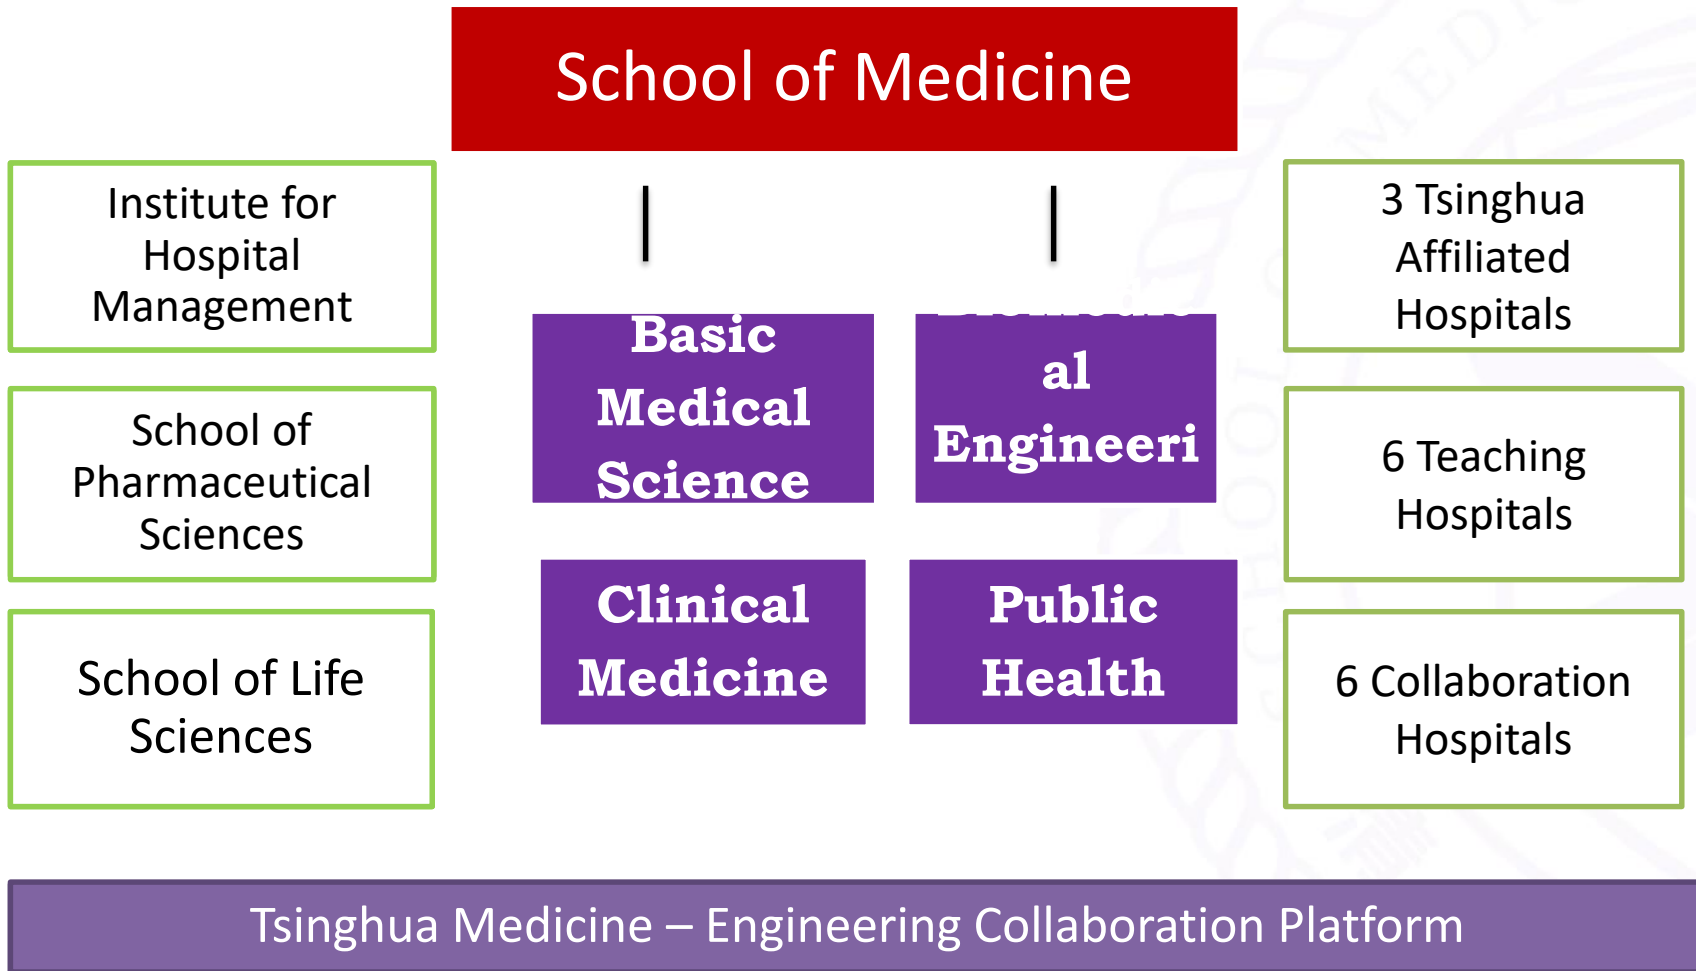 School of Medicine
Institute for
Hospital
Management
School of
Pharmaceutical
Sciences
School of Life
Sciences
Basic
Medical
Science
al
Engineeri
Clinical
Medicine
Public
Health
3 Tsinghua
Affiliated
Hospitals
6 Teaching
Hospitals
6 Collaboration
Hospitals
Tsinghua Medicine – Engineering Collaboration Platform